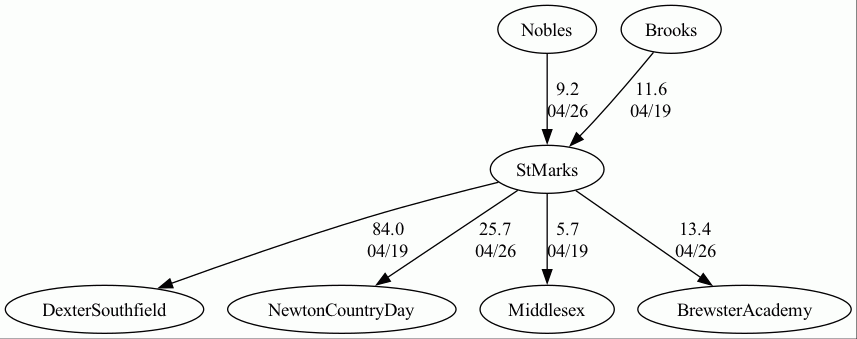 Nobles
Brooks
9.2
04/26
11.6
04/19
StMarks
84.0
04/19
25.7
04/26
5.7
04/19
13.4
04/26
DexterSouthfield
NewtonCountryDay
Middlesex
BrewsterAcademy